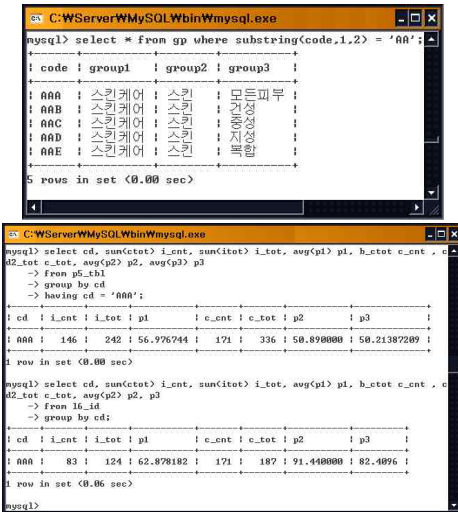 C:\Server\MySQL\bin\mysql.exe
mysql> select * from gp where substring(code,1,2) = 'AA';
| code | group1 | group2 | group3 |
| AAA | 스킨케어 | 스킨 | 모든피부 |
| AAB | 스킨케어 | 스킨 | 건성 |
| AAC | 스킨케어 | 스킨 | 중성 |
| AAD | 스킨케어 | 스킨 | 지성 |
| AAE | 스킨케어 | 스킨 | 복합 |
5 rows in set (0.00 sec)
C:\Server\MySQL\bin\mysql.exe
mysql> select cd, sum(ctot) i_cnt, sum(itot) i_tot, avg(p1) p1, b_ctot c_cnt , c
d2_tot c_tot, avg(p2) p2, avg(p3) p3
-> from p5_tbl
-> group by cd
-> having cd = 'AAA';
| cd | i_cnt | i_tot | p1 | c_cnt | c_tot | p2 | p3 |
| AAA | 146 | 242 | 56.976744 | 171 | 336 | 50.890000 | 50.21387209 |
1 row in set (0.00 sec)
mysql> select cd, sum(ctot) i_cnt, sum(itot) i_tot, avg(p1) p1, b_ctot c_cnt , c
d2_tot c_tot, avg(p2) p2, p3
-> from l6_id
-> group by cd;
| cd | i_cnt | i_tot | p1 | c_cnt | c_tot | p2 | p3 |
| AAA | 83 | 124 | 62.878182 | 171 | 187 | 91.440000 | 82.4096 |
1 row in set (0.06 sec)
mysql>